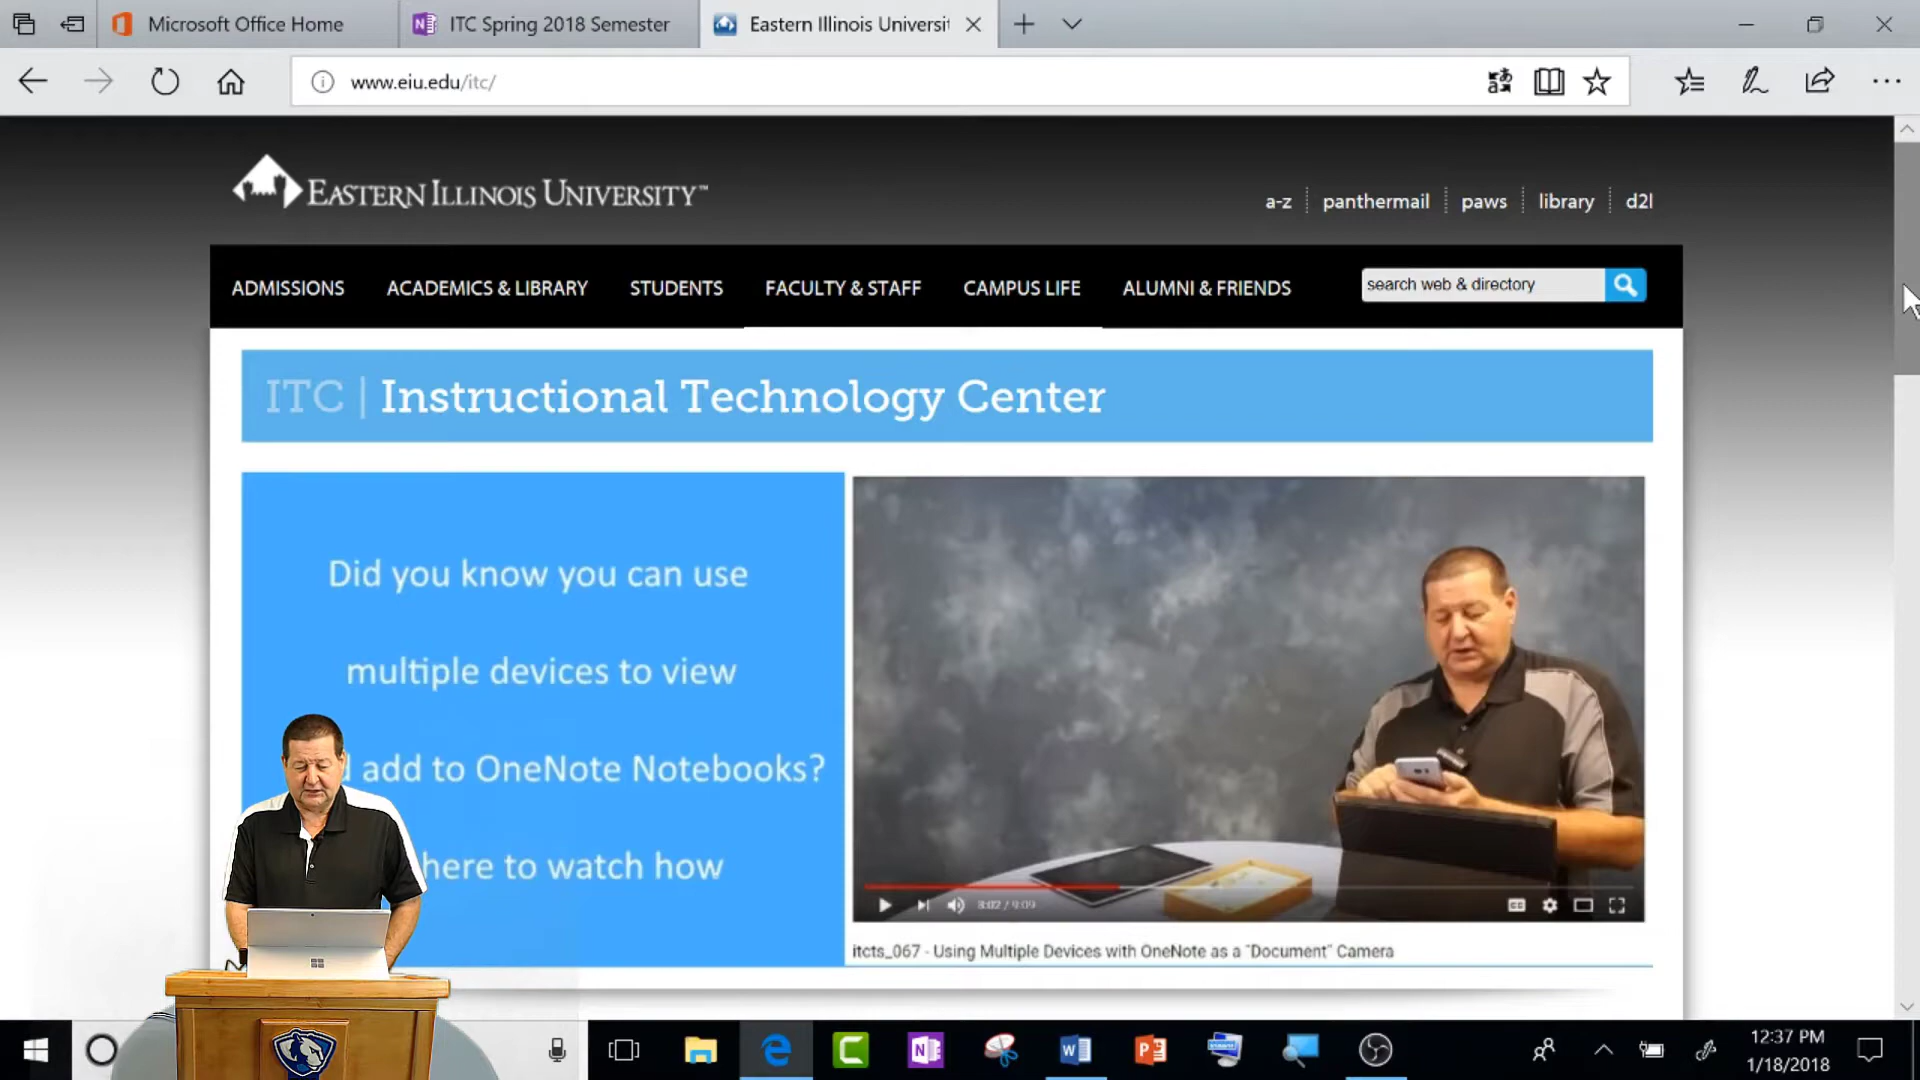 Microsoft Office Home
ITC Spring 2018 Semester
Eastern Illinois Universit
www.eiu.edu/itc/
EASTERN ILLINOIS UNIVERSITY™
a-z
panthermail
paws
library
d2l
ADMISSIONS
ACADEMICS & LIBRARY
STUDENTS
FACULTY & STAFF
CAMPUS LIFE
ALUMNI & FRIENDS
search web & directory
ITC | Instructional Technology Center
Did you know you can use
multiple devices to view
add to OneNote Notebooks?
here to watch how
itcts_067 - Using Multiple Devices with OneNote as a "Document" Camera
12:37 PM
1/18/2018